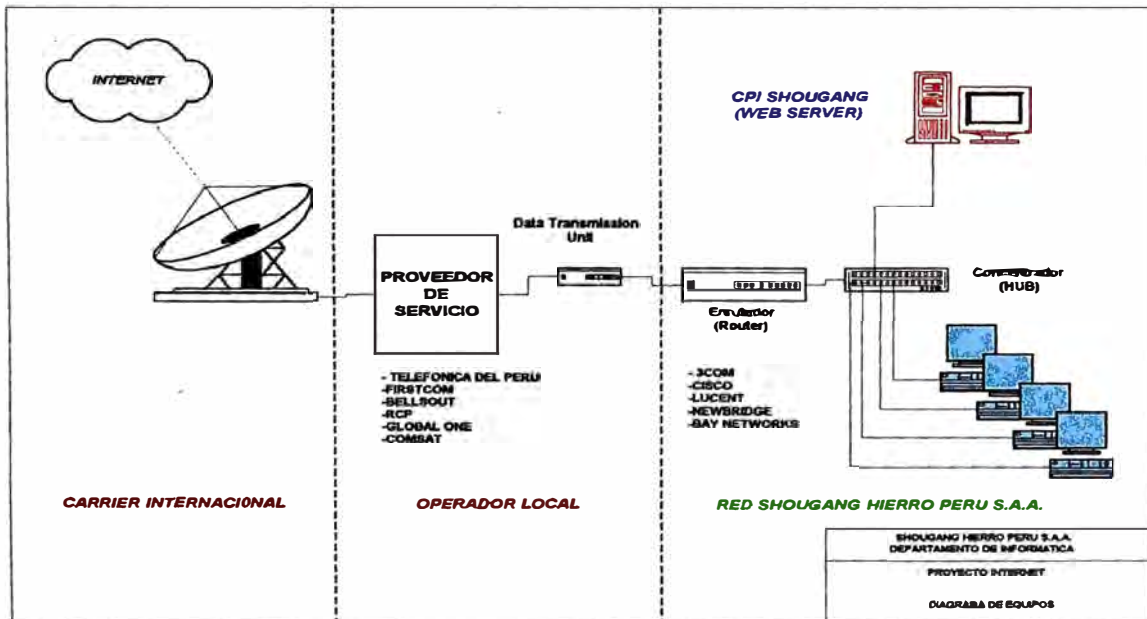 INTERNET
CPI SHOUGANG
(WEB SERVER)
Data Transmission
Unit
PROVEEDOR
DE
SERVICIO
(Router)
(HUB)
- TELEFONICA DEL PERU
-FIRSTCOM
-BELLSOUT
-RCP
-GLOBAL ONE
-COMSAT
- 3COM
-CISCO
-LUCENT
-NEWBRIDGE
-BAY NETWORKS
CARRIER INTERNACIONAL
OPERADOR LOCAL
RED SHOUGANG HIERRO PERU S.A.A.
SHOUGANG HIERRO PERU S.A.A.
DEPARTAMENTO DE INFORMATICA
PROYECTO INTERNET
DIAGRABA DE EQUIPOS